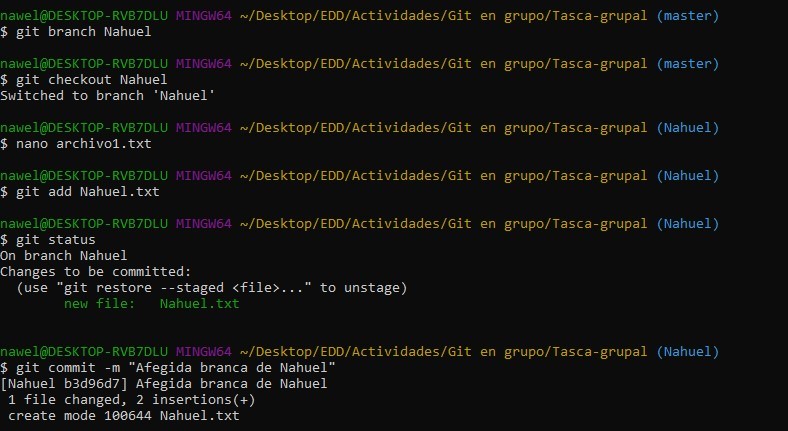 nawel@DESKTOP-RVB7DLU MINGW64 ~/Desktop/EDD/Actividades/Git en grupo/Tasca-grupal (master)
$ git branch Nahuel
nawel@DESKTOP-RVB7DLU MINGW64 ~/Desktop/EDD/Actividades/Git en grupo/Tasca-grupal (master)
$ git checkout Nahuel
Switched to branch 'Nahuel'
nawel@DESKTOP-RVB7DLU MINGW64 ~/Desktop/EDD/Actividades/Git en grupo/Tasca-grupal (Nahuel)
$ nano archivo1.txt
nawel@DESKTOP-RVB7DLU MINGW64 ~/Desktop/EDD/Actividades/Git en grupo/Tasca-grupal (Nahuel)
$ git add Nahuel.txt
nawel@DESKTOP-RVB7DLU MINGW64 ~/Desktop/EDD/Actividades/Git en grupo/Tasca-grupal (Nahuel)
$ git status
On branch Nahuel
Changes to be committed:
  (use "git restore --staged <file>..." to unstage)
        new file:   Nahuel.txt
nawel@DESKTOP-RVB7DLU MINGW64 ~/Desktop/EDD/Actividades/Git en grupo/Tasca-grupal (Nahuel)
$ git commit -m "Afegida branca de Nahuel"
[Nahuel b3d96d7] Afegida branca de Nahuel
 1 file changed, 2 insertions(+)
 create mode 100644 Nahuel.txt